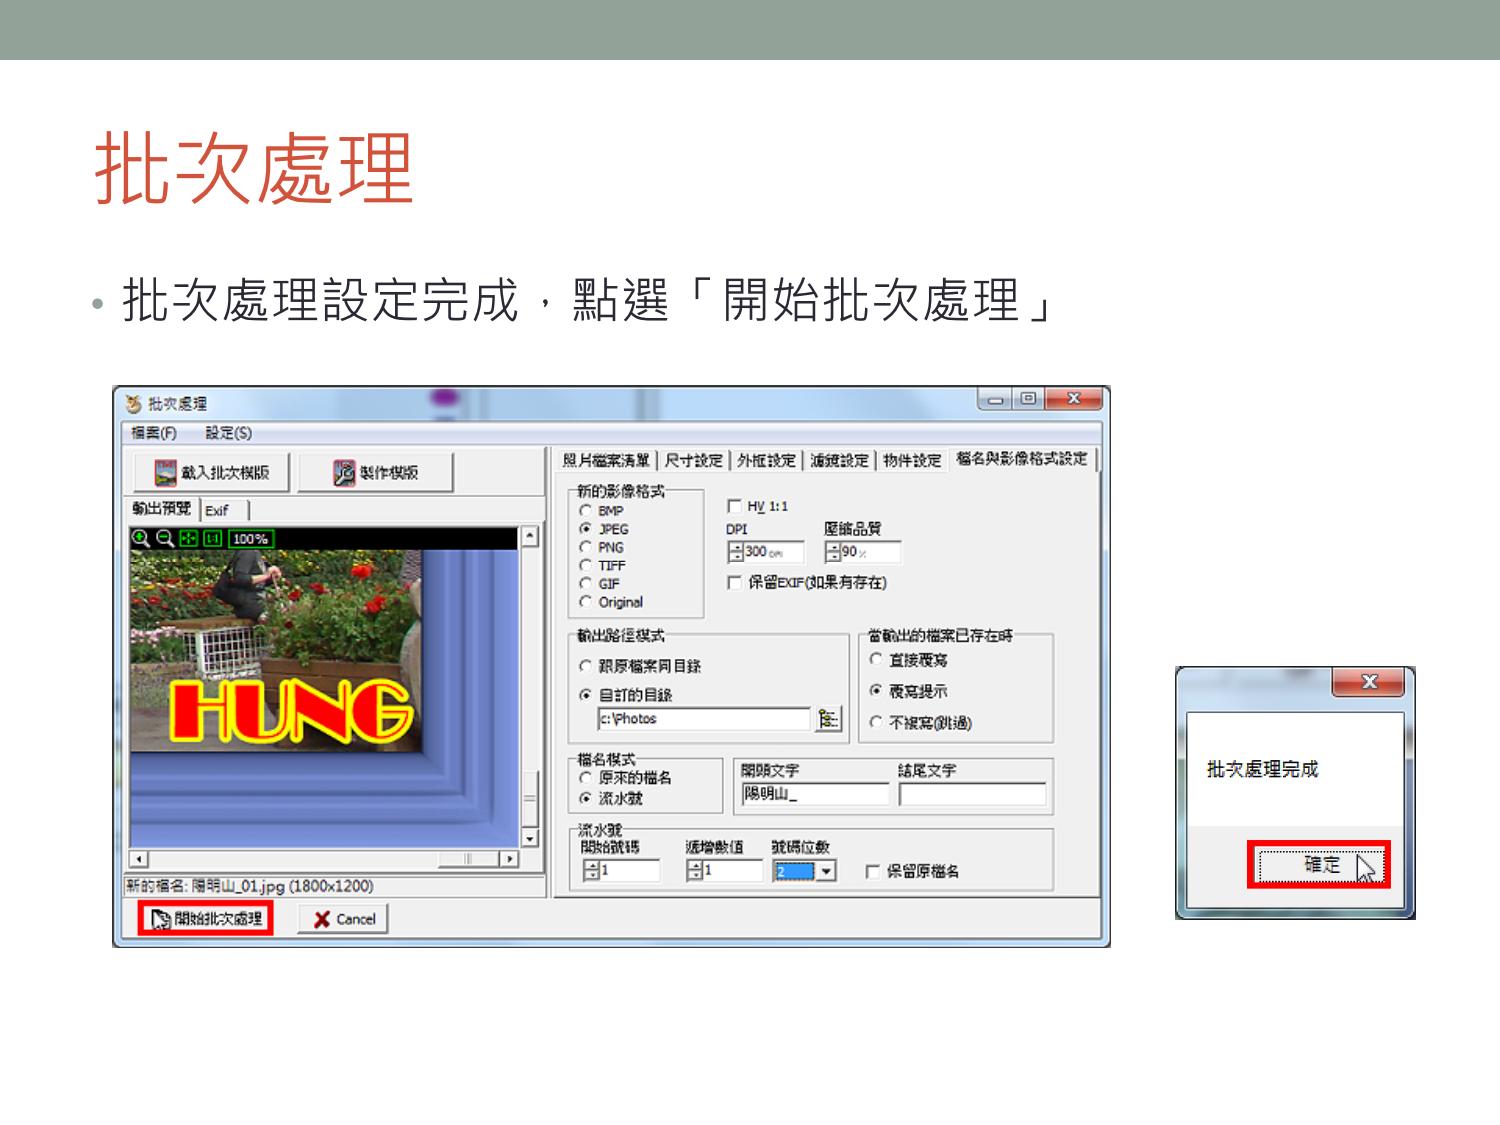 批次處理
• 批次處理設定完成，點選「開始批次處理」
批次處理
檔案(F) 設定(S)
載入批次模版 製作模版
輸出預覽 Exif
100%
HUNG
新的檔名: 陽明山_01.jpg (1800x1200)
開始批次處理 Cancel
照片檔案清單 尺寸設定 外框設定 濾鏡設定 物件設定 檔名與影像格式設定
新的影像格式
BMP
JPEG
PNG
TIFF
GIF
Original
HV 1:1
DPI 壓縮品質
300 DPI 90 %
保留EXIF(如果有存在)
輸出路徑模式
跟原檔案同目錄
自訂的目錄
c:\Photos
當輸出的檔案已存在時
直接覆寫
覆寫提示
不複寫(跳過)
檔名模式
原來的檔名
流水號
開頭文字 結尾文字
陽明山_
流水號
開始號碼 遞增數值 號碼位數
1 1 2 保留原檔名
批次處理完成
確定